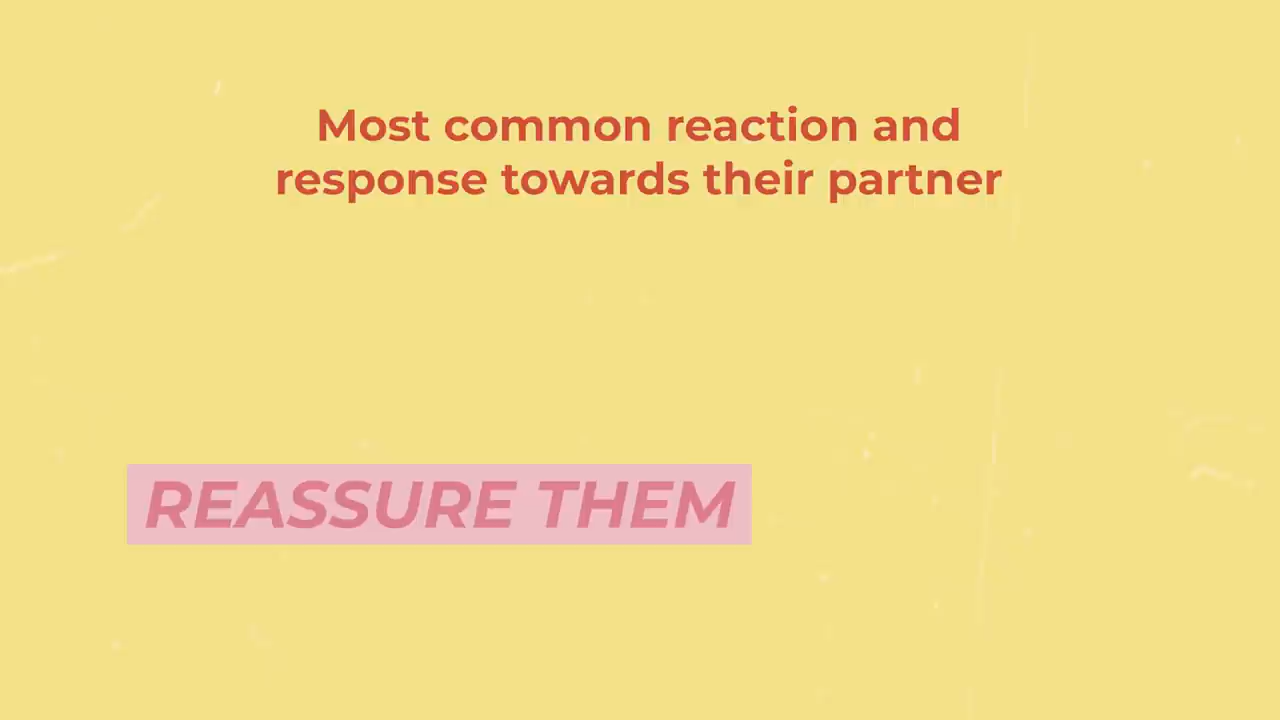 Most common reaction and
response towards their partner
REASSURE THEM